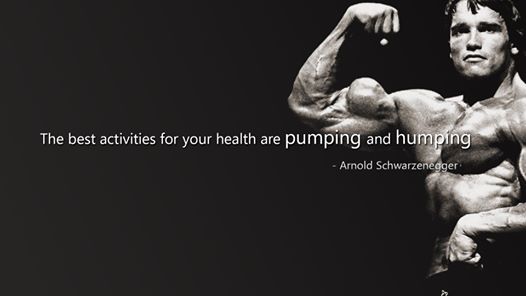 The best activities for your health are pumping and humping
- Arnold Schwarzenegger